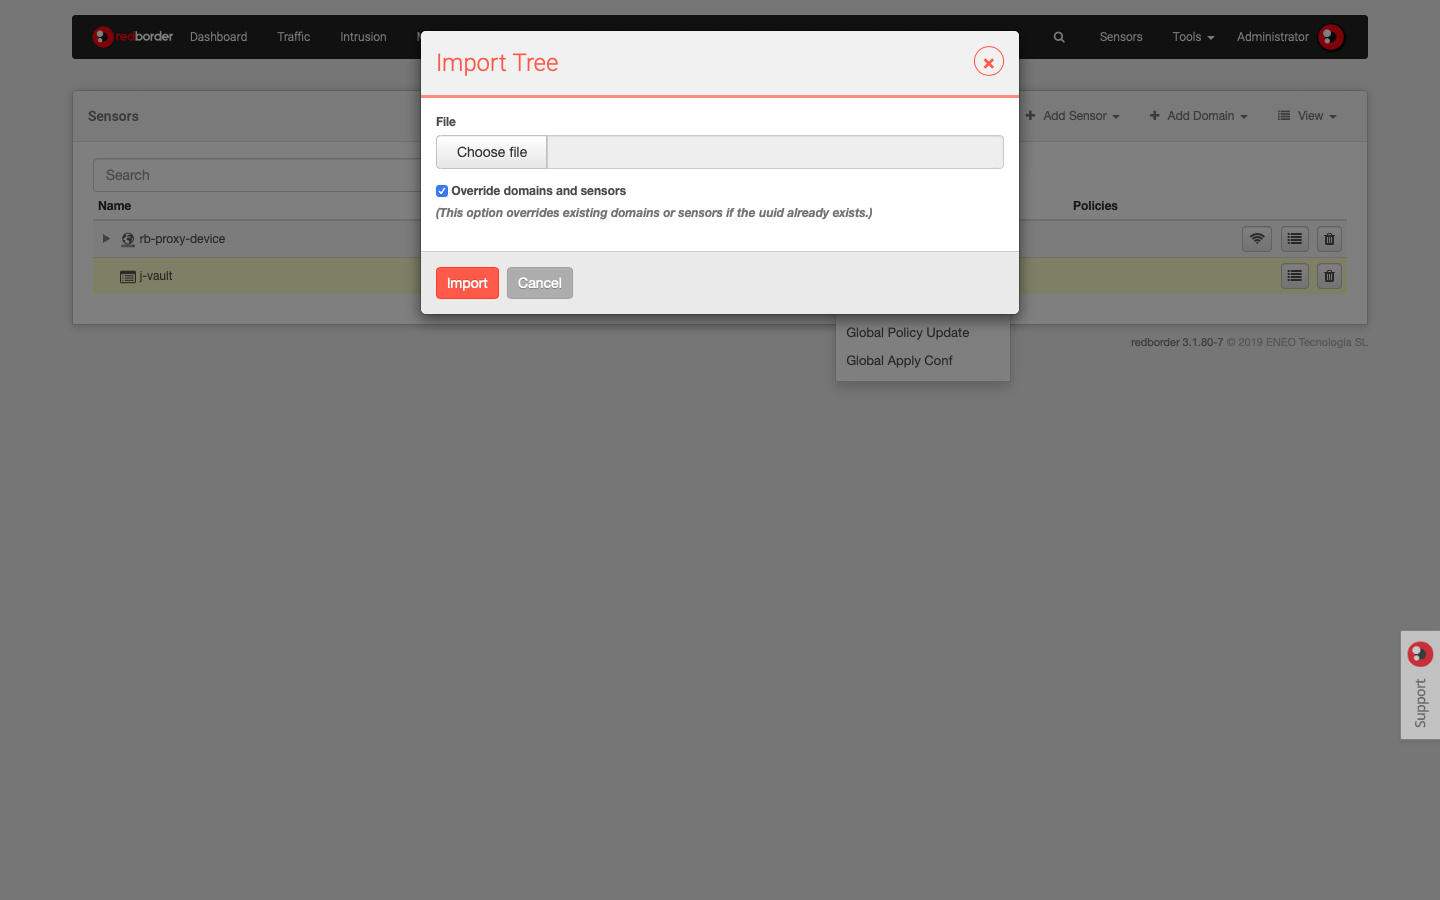 redborder Dashboard Traffic Intrusion Sensors Tools Administrator
Import Tree
Sensors
Add Sensor Add Domain View
File
Choose file
Search
Override domains and sensors
(This option overrides existing domains or sensors if the uuid already exists.)
Name Policies
rb-proxy-device
j-vault
Import Cancel
Global Policy Update
Global Apply Conf
redborder 3.1.80-7 © 2019 ENEO Tecnologia SL
Support